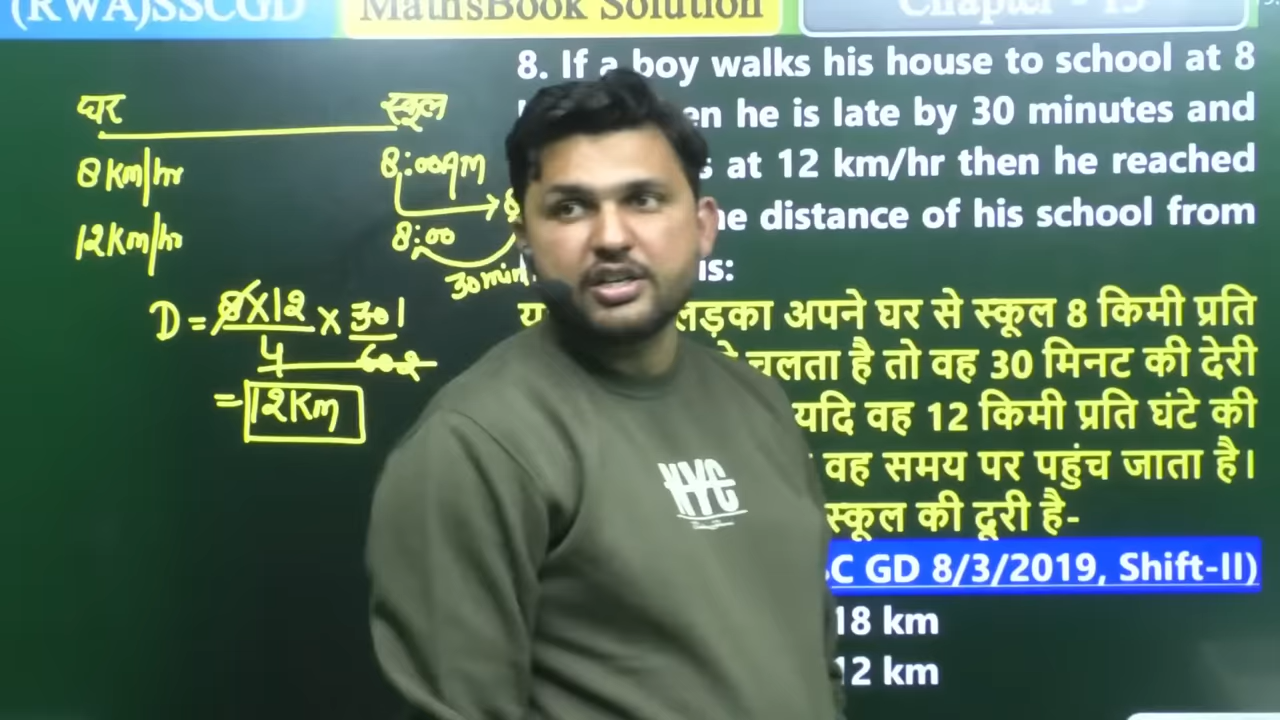 (RWA)SSCGD
MathsBook Solution
Chapter - 13
8. If a boy walks his house to school at 8
en he is late by 30 minutes and
s at 12 km/hr then he reached
he distance of his school from
is:
लड़का अपने घर से स्कूल 8 किमी प्रति
चलता है तो वह 30 मिनट की देरी
यदि वह 12 किमी प्रति घंटे की
वह समय पर पहुंच जाता है।
स्कूल की दूरी है-
C GD 8/3/2019, Shift-II)
18 km
12 km
घर
स्कूल
8 Km/hr
8:00AM
12Km/hr
8:00
30min
D = 8×12 × 30 1
4 60 2
= 12Km
NYC